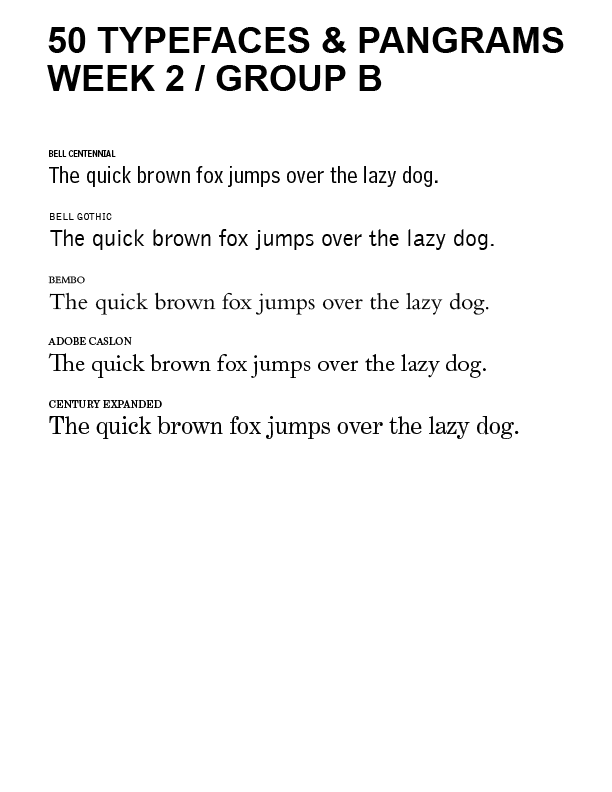 50 TYPEFACES & PANGRAMS
WEEK 2 / GROUP B
BELL CENTENNIAL
The quick brown fox jumps over the lazy dog.
BELL GOTHIC
The quick brown fox jumps over the lazy dog.
BEMBO
The quick brown fox jumps over the lazy dog.
ADOBE CASLON
The quick brown fox jumps over the lazy dog.
CENTURY EXPANDED
The quick brown fox jumps over the lazy dog.